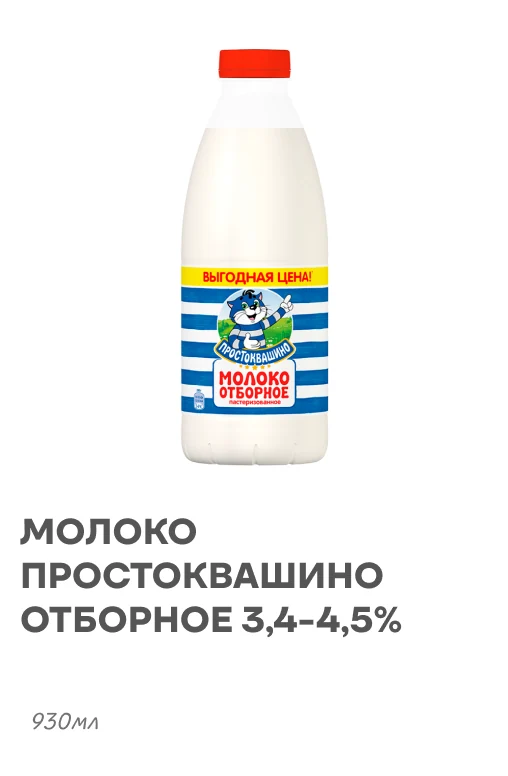 ВЫГОДНАЯ ЦЕНА!
ПРОСТОКВАШИНО
МОЛОКО
ОТБОРНОЕ
пастеризованное
МОЛОКО
ПРОСТОКВАШИНО
ОТБОРНОЕ 3,4-4,5%
930мл